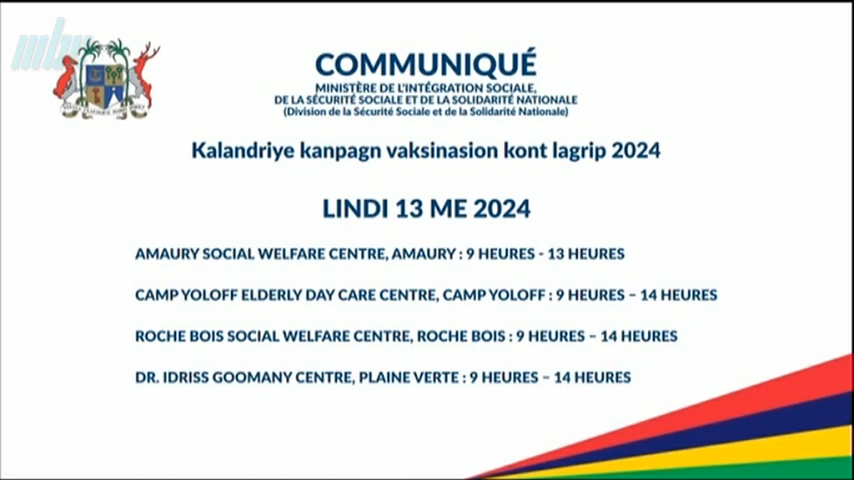 mbc
COMMUNIQUÉ
MINISTÈRE DE L'INTÉGRATION SOCIALE,
DE LA SÉCURITÉ SOCIALE ET DE LA SOLIDARITÉ NATIONALE
(Division de la Sécurité Sociale et de la Solidarité Nationale)
Kalandriye kanpagn vaksinasion kont lagrip 2024
LINDI 13 ME 2024
AMAURY SOCIAL WELFARE CENTRE, AMAURY : 9 HEURES - 13 HEURES
CAMP YOLOFF ELDERLY DAY CARE CENTRE, CAMP YOLOFF : 9 HEURES – 14 HEURES
ROCHE BOIS SOCIAL WELFARE CENTRE, ROCHE BOIS : 9 HEURES – 14 HEURES
DR. IDRISS GOOMANY CENTRE, PLAINE VERTE : 9 HEURES – 14 HEURES